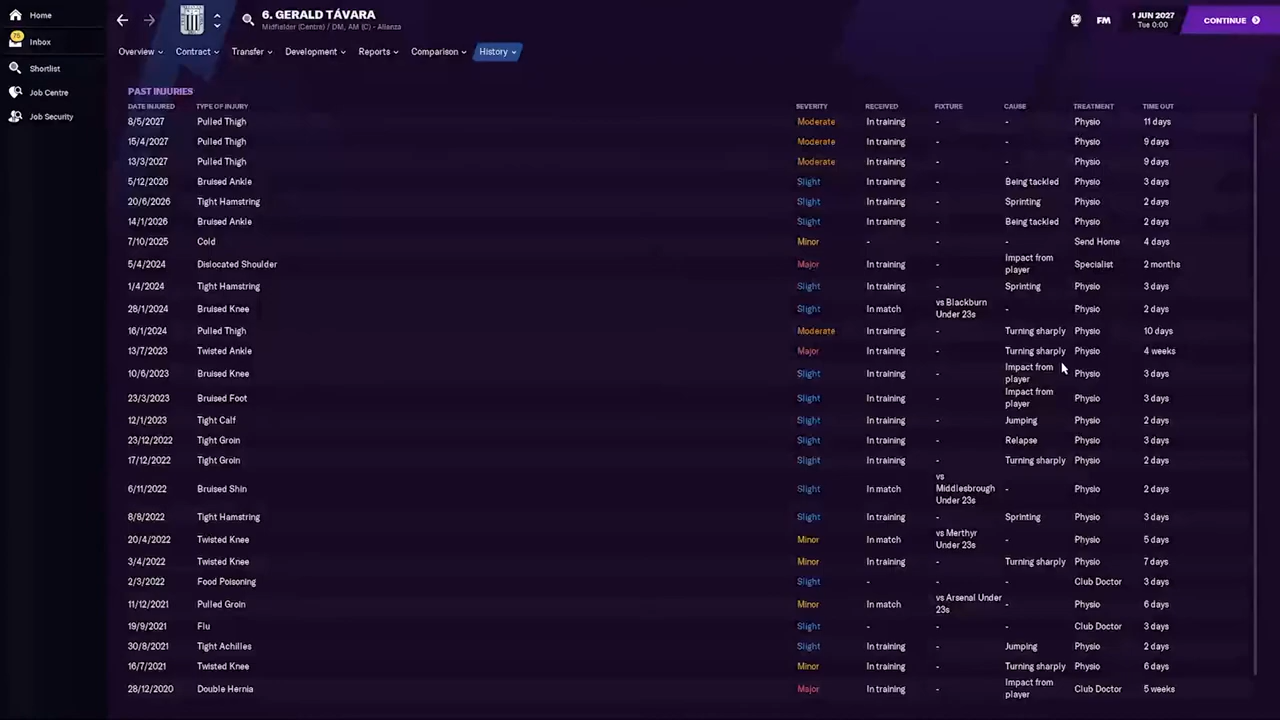 Home
75
Inbox
Shortlist
Job Centre
Job Security
6. GERALD TÁVARA
Midfielder (Centre) / DM, AM (C) - Alianza
FM
1 JUN 2027
Tue 0:00
CONTINUE
Overview Contract Transfer Development Reports Comparison History
PAST INJURIES
DATE INJURED TYPE OF INJURY SEVERITY RECEIVED FIXTURE CAUSE TREATMENT TIME OUT
8/5/2027 Pulled Thigh Moderate In training - - Physio 11 days
15/4/2027 Pulled Thigh Moderate In training - - Physio 9 days
13/3/2027 Pulled Thigh Moderate In training - - Physio 9 days
5/12/2026 Bruised Ankle Slight In training - Being tackled Physio 3 days
20/6/2026 Tight Hamstring Slight In training - Sprinting Physio 2 days
14/1/2026 Bruised Ankle Slight In training - Being tackled Physio 2 days
7/10/2025 Cold Minor - - - Send Home 4 days
5/4/2024 Dislocated Shoulder Major In training - Impact from player Specialist 2 months
1/4/2024 Tight Hamstring Slight In training - Sprinting Physio 3 days
28/1/2024 Bruised Knee Slight In match vs Blackburn Under 23s - Physio 2 days
16/1/2024 Pulled Thigh Moderate In training - Turning sharply Physio 10 days
13/7/2023 Twisted Ankle Major In training - Turning sharply Physio 4 weeks
10/6/2023 Bruised Knee Slight In training - Impact from player Physio 3 days
23/3/2023 Bruised Foot Slight In training - Impact from player Physio 3 days
12/1/2023 Tight Calf Slight In training - Jumping Physio 2 days
23/12/2022 Tight Groin Slight In training - Relapse Physio 3 days
17/12/2022 Tight Groin Slight In training - Turning sharply Physio 2 days
6/11/2022 Bruised Shin Slight In match vs Middlesbrough Under 23s - Physio 2 days
8/8/2022 Tight Hamstring Slight In training - Sprinting Physio 3 days
20/4/2022 Twisted Knee Minor In match vs Merthyr Under 23s - Physio 5 days
3/4/2022 Twisted Knee Minor In training - Turning sharply Physio 7 days
2/3/2022 Food Poisoning Slight - - - Club Doctor 3 days
11/12/2021 Pulled Groin Minor In match vs Arsenal Under 23s - Physio 6 days
19/9/2021 Flu Slight - - - Club Doctor 3 days
30/8/2021 Tight Achilles Slight In training - Jumping Physio 2 days
16/7/2021 Twisted Knee Minor In training - Turning sharply Physio 6 days
28/12/2020 Double Hernia Major In training - Impact from player Club Doctor 5 weeks